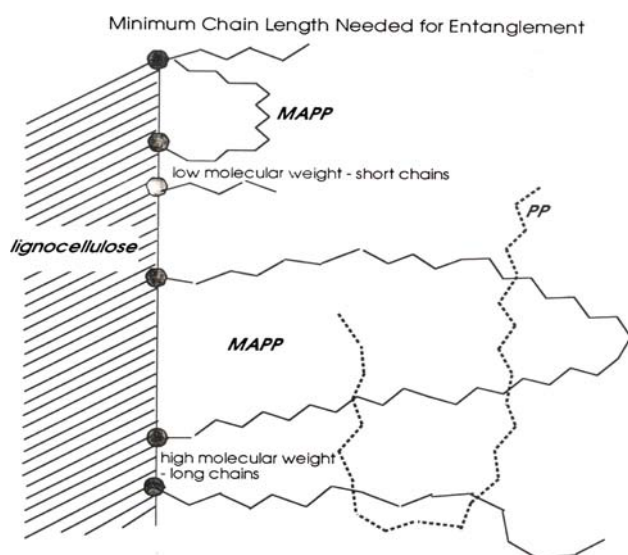 Minimum Chain Length Needed for Entanglement
MAPP
low molecular weight - short chains
PP
lignocellulose
MAPP
high molecular weight
- long chains